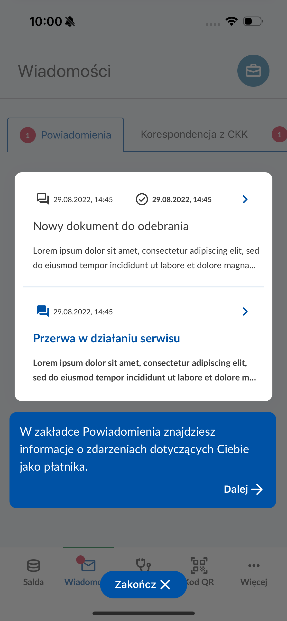 10:00
Wiadomości
1 Powiadomienia Korespondencja z CKK 1
29.08.2022, 14:45 29.08.2022, 14:45
Nowy dokument do odebrania
Lorem ipsum dolor sit amet, consectetur adipiscing elit, sed
do eiusmod tempor incididunt ut labore et dolore magna...
29.08.2022, 14:45
Przerwa w działaniu serwisu
Lorem ipsum dolor sit amet, consectetur adipiscing elit,
sed do eiusmod tempor incididunt ut labore et dolore m...
W zakładce Powiadomienia znajdziesz
informacje o zdarzeniach dotyczących Ciebie
jako płatnika.
Dalej
Salda Wiadomo Kod QR Więcej
Zakończ